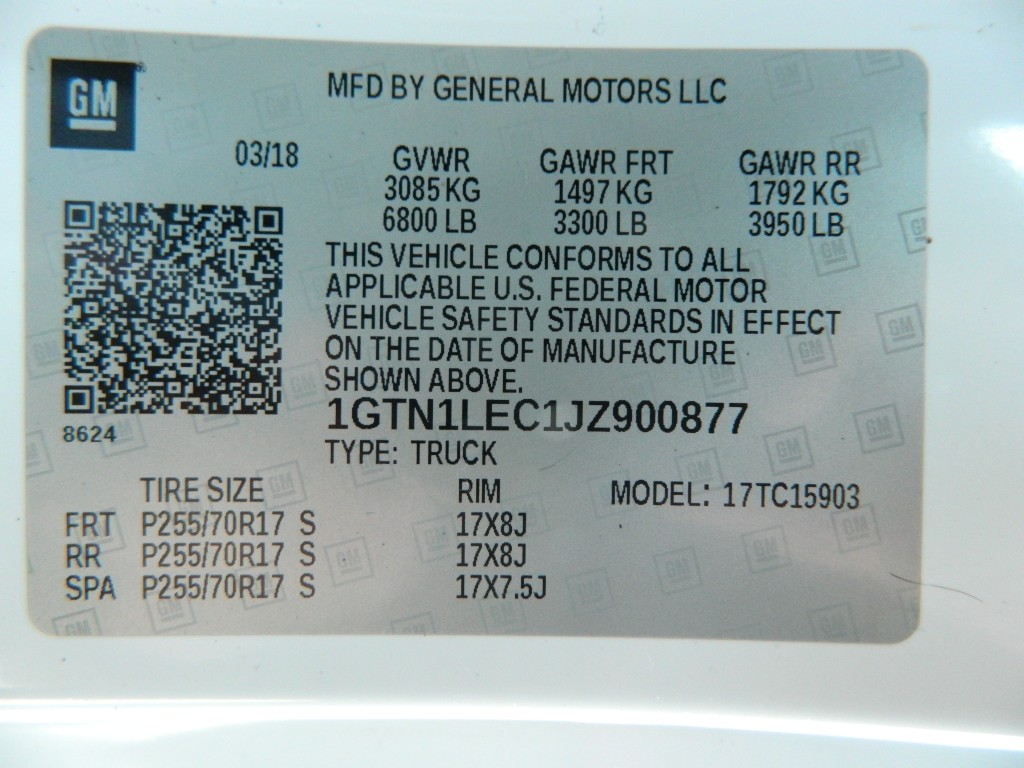 GM
MFD BY GENERAL MOTORS LLC
03/18 GVWR GAWR FRT GAWR RR
3085 KG 1497 KG 1792 KG
6800 LB 3300 LB 3950 LB
THIS VEHICLE CONFORMS TO ALL
APPLICABLE U.S. FEDERAL MOTOR
VEHICLE SAFETY STANDARDS IN EFFECT
ON THE DATE OF MANUFACTURE
SHOWN ABOVE.
1GTN1LEC1JZ900877
8624
TYPE: TRUCK
TIRE SIZE RIM MODEL: 17TC15903
FRT P255/70R17 S 17X8J
RR P255/70R17 S 17X8J
SPA P255/70R17 S 17X7.5J